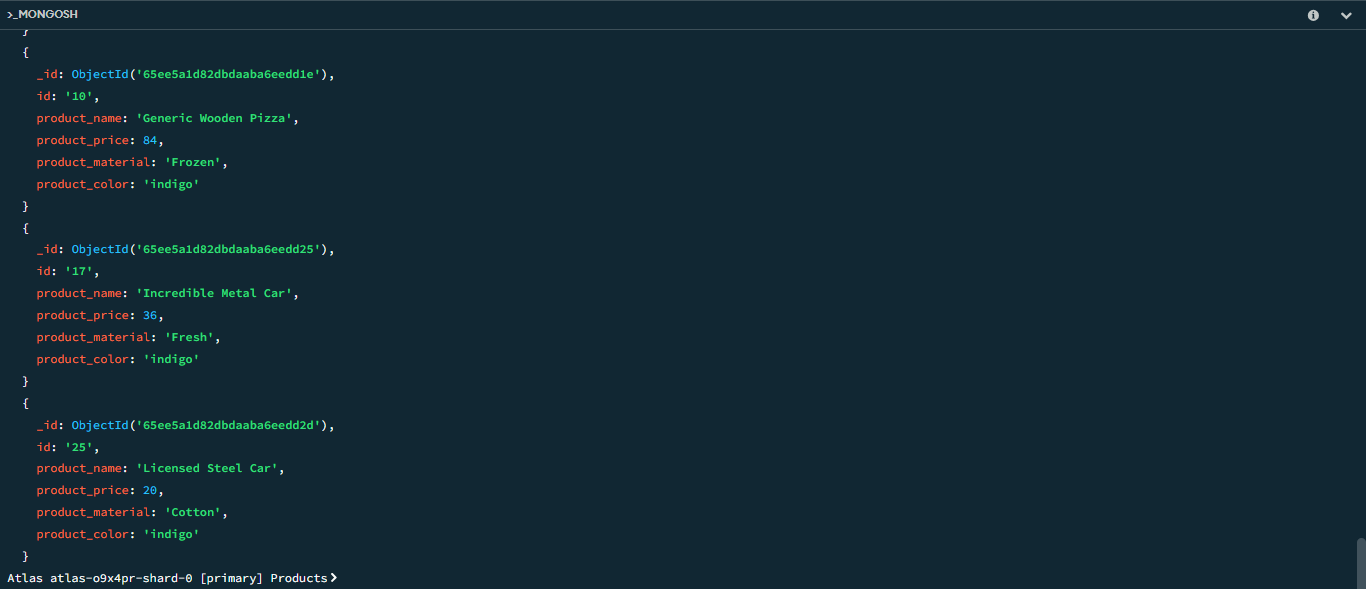 >_MONGOSH
}
{
_id: ObjectId('65ee5a1d82dbdaaba6eedd1e'),
id: '10',
product_name: 'Generic Wooden Pizza',
product_price: 84,
product_material: 'Frozen',
product_color: 'indigo'
}
{
_id: ObjectId('65ee5a1d82dbdaaba6eedd25'),
id: '17',
product_name: 'Incredible Metal Car',
product_price: 36,
product_material: 'Fresh',
product_color: 'indigo'
}
{
_id: ObjectId('65ee5a1d82dbdaaba6eedd2d'),
id: '25',
product_name: 'Licensed Steel Car',
product_price: 20,
product_material: 'Cotton',
product_color: 'indigo'
}
Atlas atlas-o9x4pr-shard-0 [primary] Products>